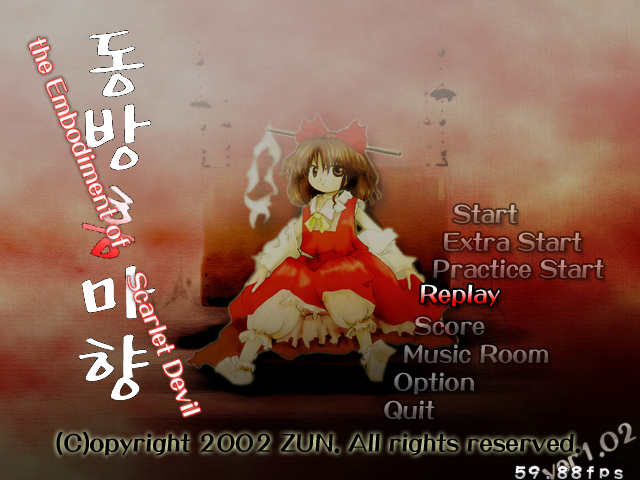 동방홍마향
the Embodiment of
Scarlet Devil
Start
Extra Start
Practice Start
Replay
Score
Music Room
Option
Quit
(C)opyright 2002 ZUN. All rights reserved.
ver1.02
59.88fps